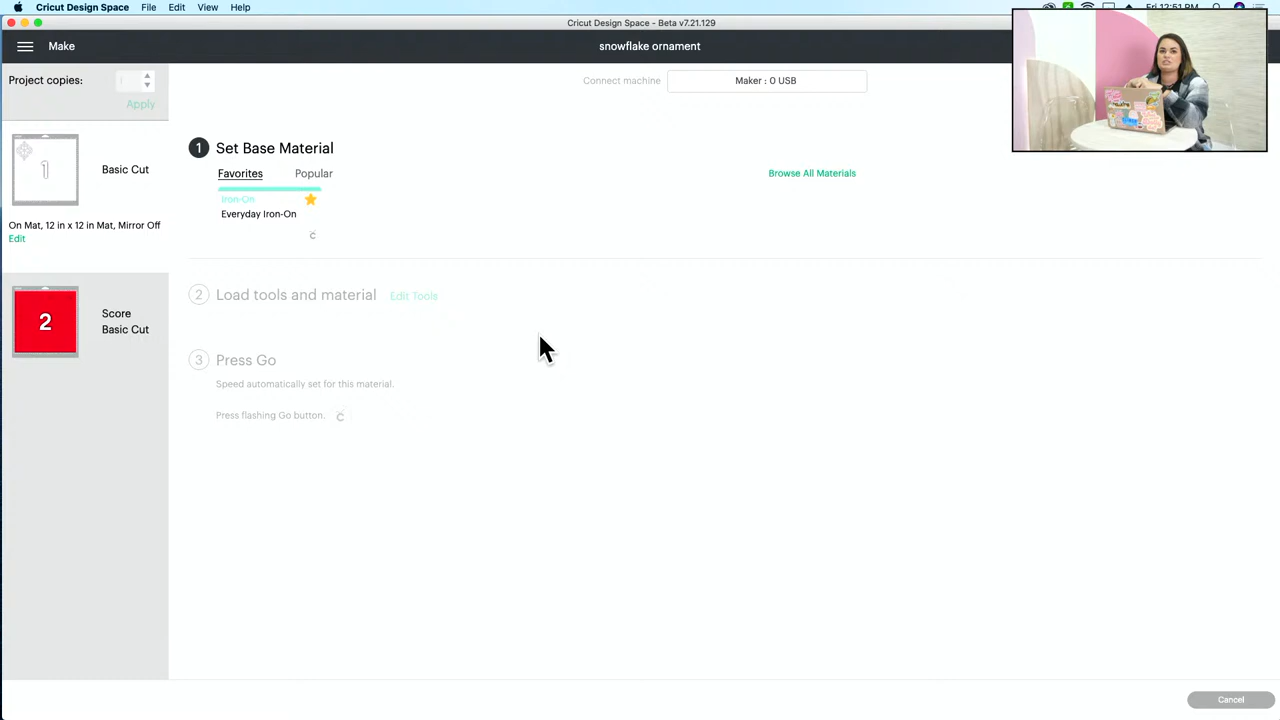 Cricut Design Space File Edit View Help Fri 12:51 PM
Cricut Design Space - Beta v7.21.129
Make
snowflake ornament
Project copies:
Connect machine
Maker : 0 USB
Apply
1
Basic Cut
On Mat, 12 in x 12 in Mat, Mirror Off
Edit
2
Score
Basic Cut
1 Set Base Material
Favorites Popular
Browse All Materials
Iron-On
Everyday Iron-On
C
2 Load tools and material Edit Tools
3 Press Go
Speed automatically set for this material.
Press flashing Go button. C
Cancel